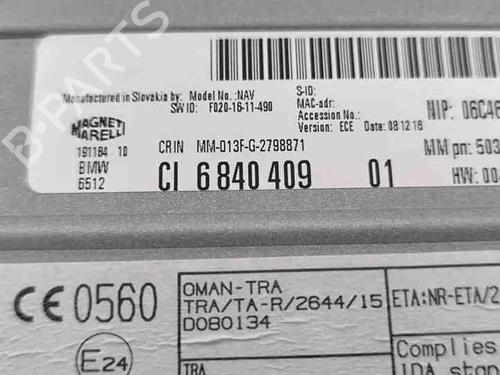 B-PARTS
Manufactured in Slovakia by: Model No.:NAV
SW ID: F020-16-11-490
S-ID:
MAC-adr:
Accession No.:
Version: ECE Date:08.12.16
NIP: 06C46
MAGNETI
MARELLI
191184 10
BMW
6512
CRIN MM-013F-G-2798871
CI 6 840 409 01
MM pn: 503
HW: 00
CE 0560
E24
OMAN-TRA
TRA/TA-R/2644/15
D080134
TRA
ETA:NR-ETA/2
Complies
IDA stan